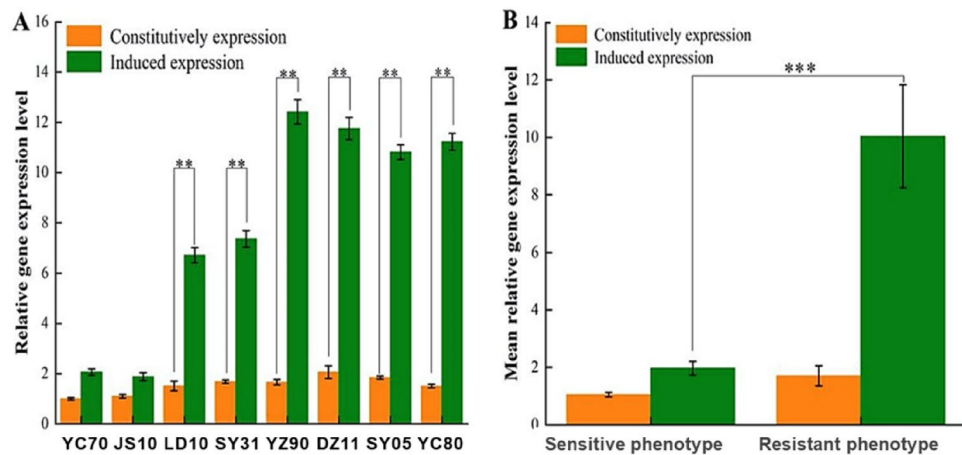 A
Relative gene expression level
16
14
12
10
8
6
4
2
0
Constitutively expression
Induced expression
**
**
**
**
**
**
YC70 JS10 LD10 SY31 YZ90 DZ11 SY05 YC80
B
Mean relative gene expression level
14
12
10
8
6
4
2
0
Constitutively expression
Induced expression
***
Sensitive phenotype Resistant phenotype